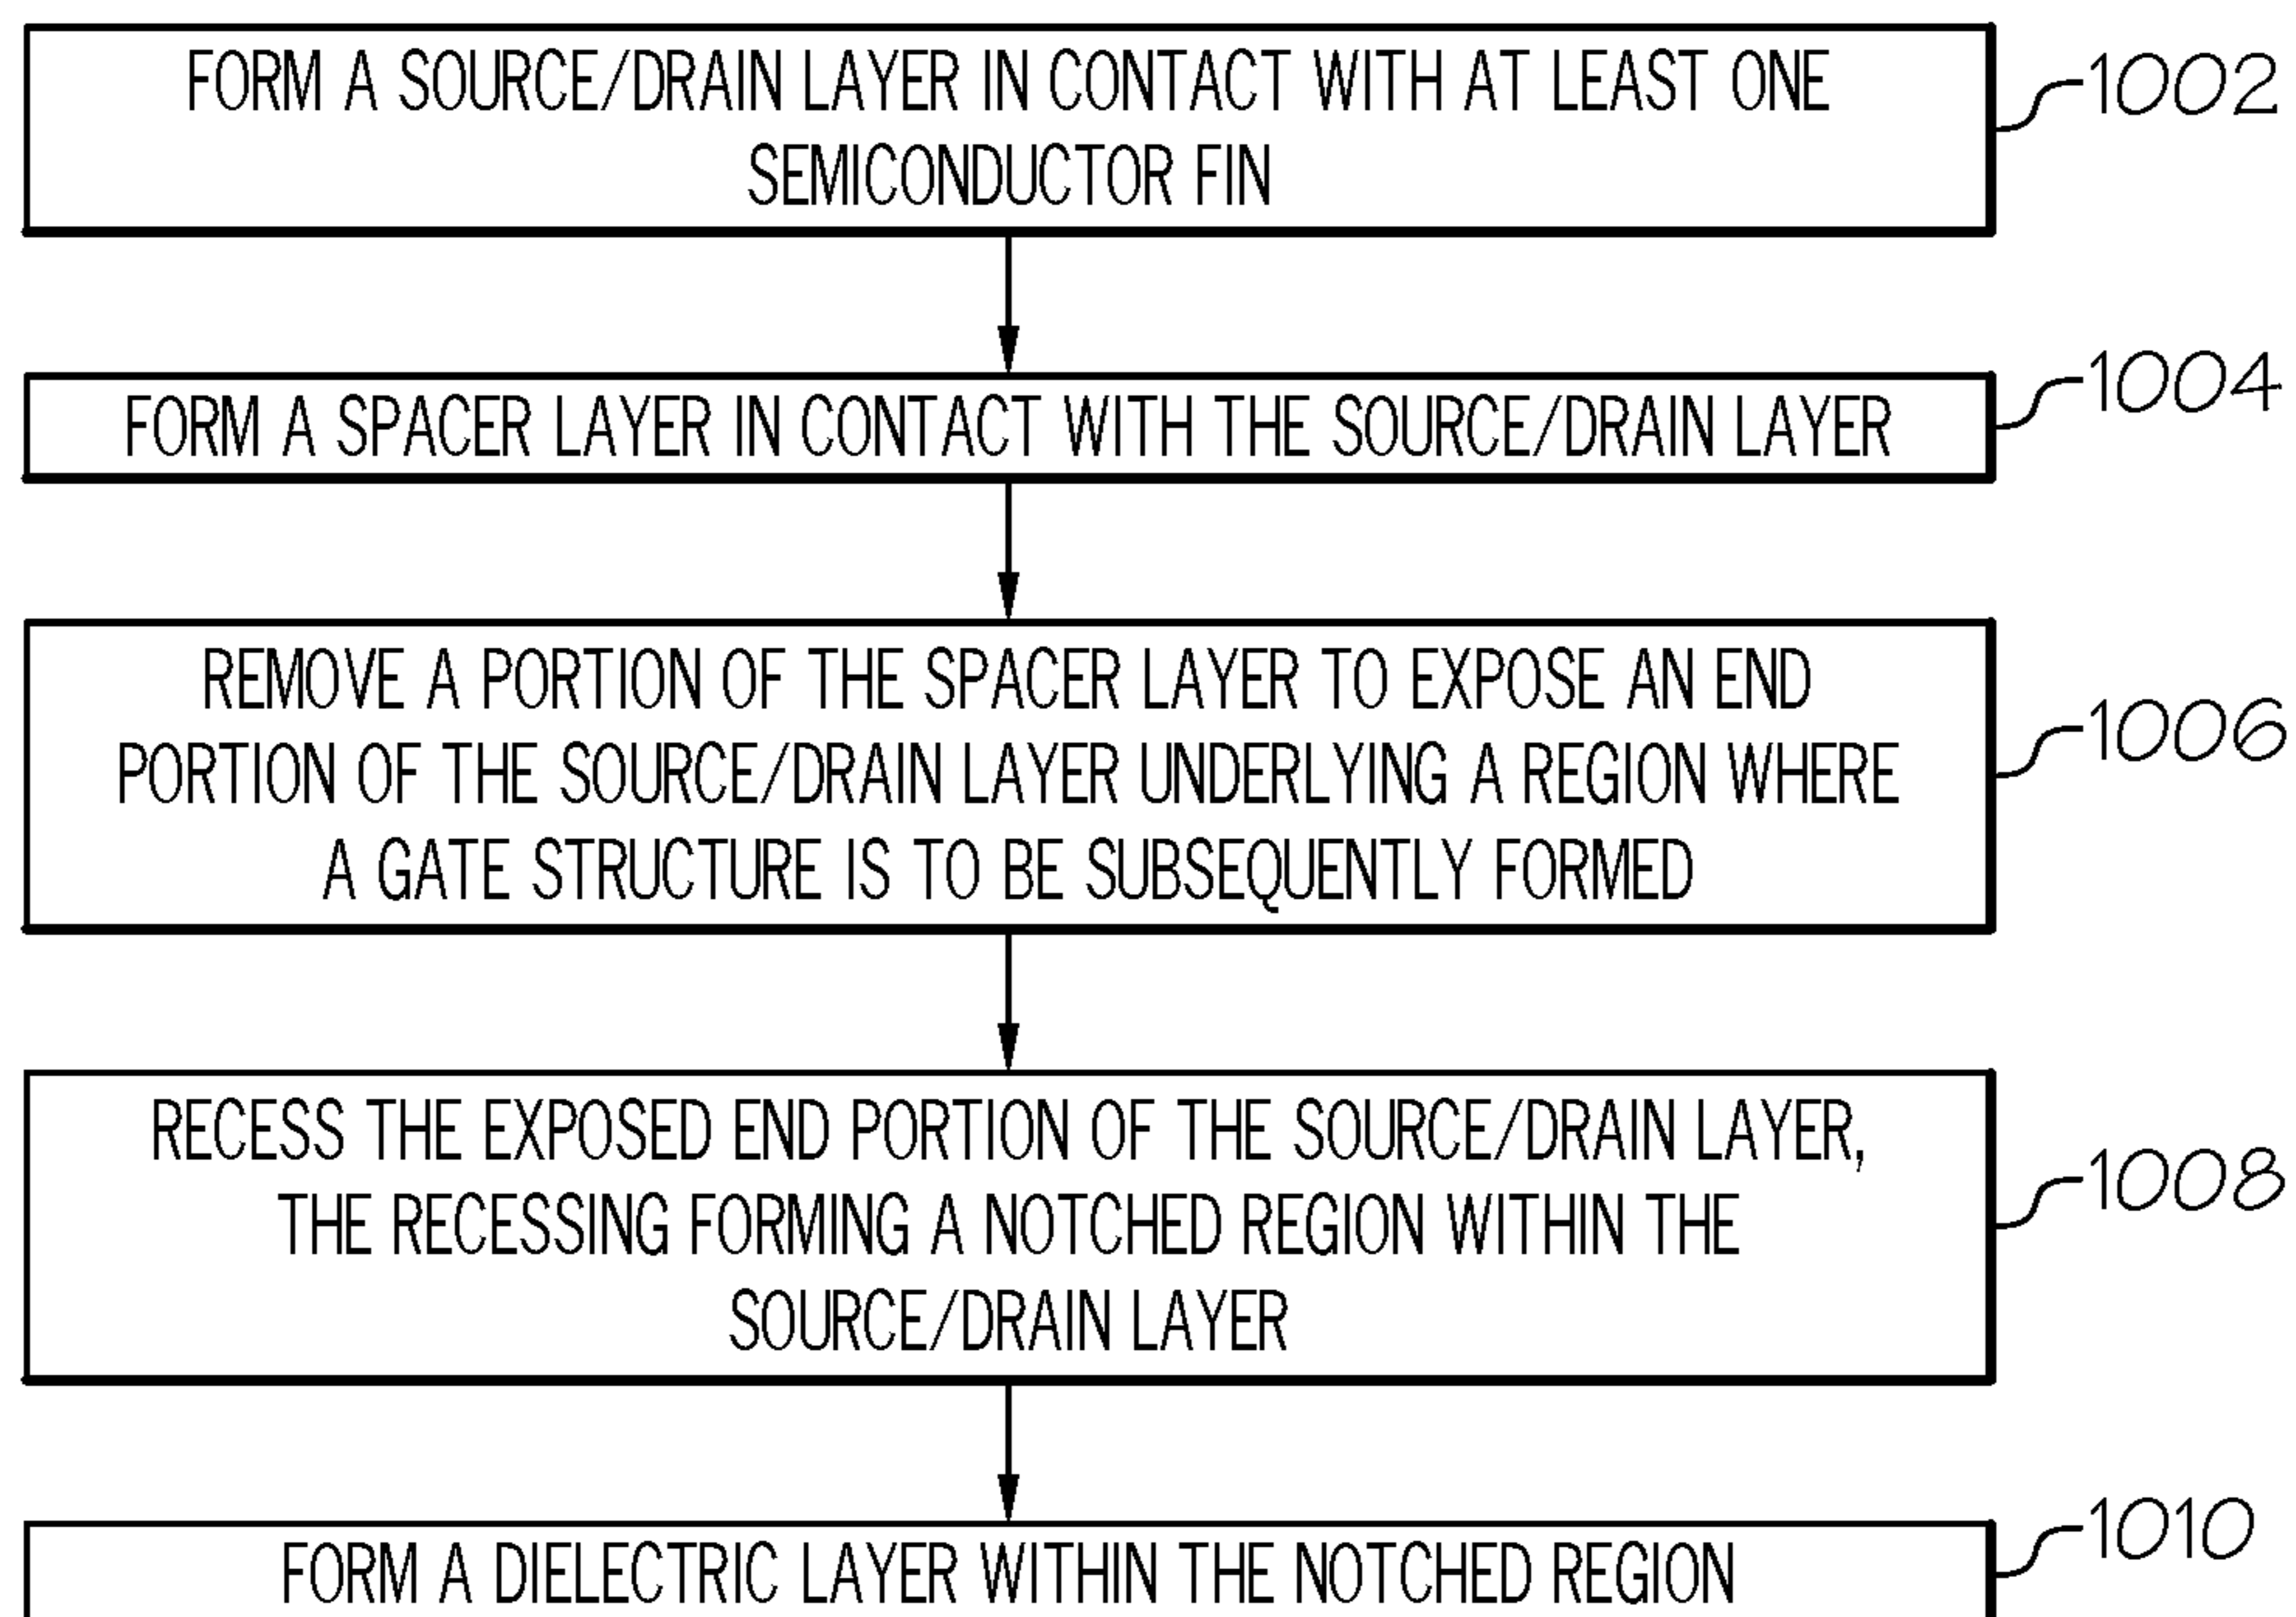 FORM A SOURCE/DRAIN LAYER IN CONTACT WITH AT LEAST ONE
SEMICONDUCTOR FIN
1002
FORM A SPACER LAYER IN CONTACT WITH THE SOURCE/DRAIN LAYER
1004
REMOVE A PORTION OF THE SPACER LAYER TO EXPOSE AN END
PORTION OF THE SOURCE/DRAIN LAYER UNDERLYING A REGION WHERE
A GATE STRUCTURE IS TO BE SUBSEQUENTLY FORMED
1006
RECESS THE EXPOSED END PORTION OF THE SOURCE/DRAIN LAYER,
THE RECESSING FORMING A NOTCHED REGION WITHIN THE
SOURCE/DRAIN LAYER
1008
FORM A DIELECTRIC LAYER WITHIN THE NOTCHED REGION
1010